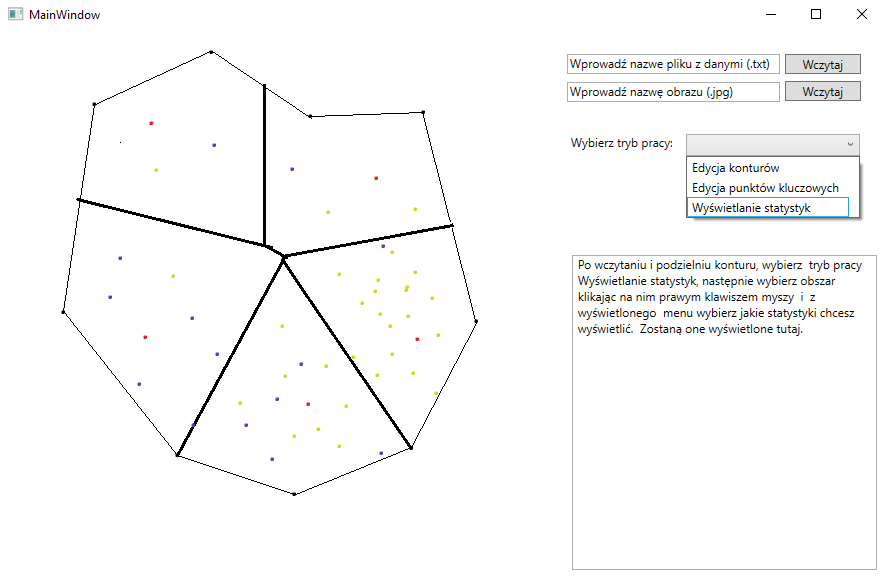 MainWindow
Wprowadź nazwe pliku z danymi (.txt) Wczytaj
Wprowadź nazwę obrazu (.jpg) Wczytaj
Wybierz tryb pracy:
Edycja konturów
Edycja punktów kluczowych
Wyświetlanie statystyk
Po wczytaniu i podzielniu konturu, wybierz tryb pracy
Wyświetlanie statystyk, następnie wybierz obszar
klikając na nim prawym klawiszem myszy i z
wyświetlonego menu wybierz jakie statystyki chcesz
wyświetlić. Zostaną one wyświetlone tutaj.